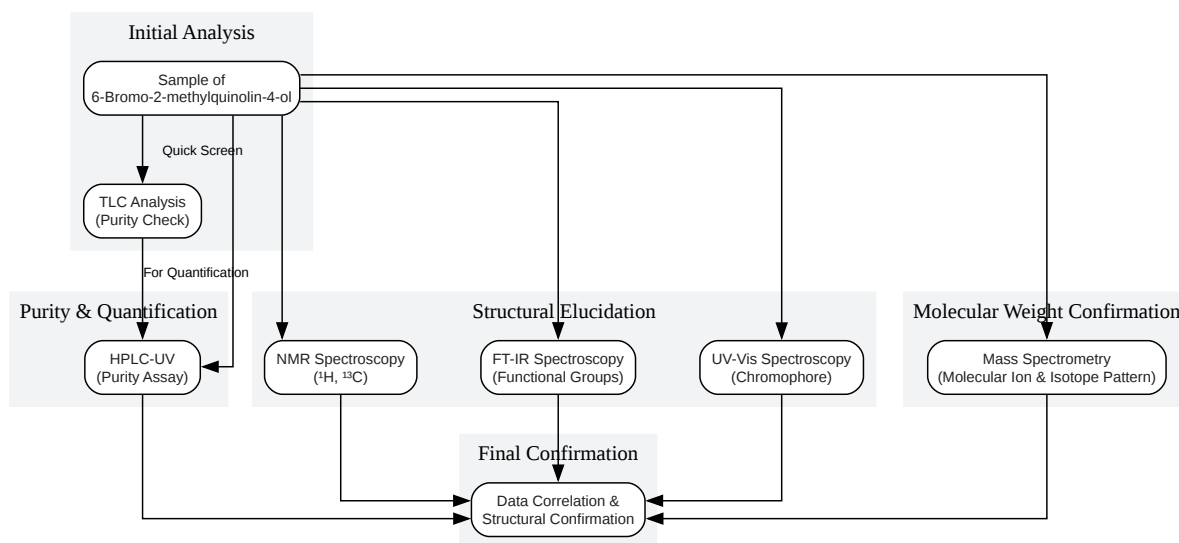 Initial Analysis
Sample of
6-Bromo-2-methylquinolin-4-ol
Quick Screen
TLC Analysis
(Purity Check)
For Quantification
Purity & Quantification
Structural Elucidation
Molecular Weight Confirmation
HPLC-UV
(Purity Assay)
NMR Spectroscopy
(¹H, ¹³C)
FT-IR Spectroscopy
(Functional Groups)
UV-Vis Spectroscopy
(Chromophore)
Mass Spectrometry
(Molecular Ion & Isotope Pattern)
Final Confirmation
Data Correlation &
Structural Confirmation